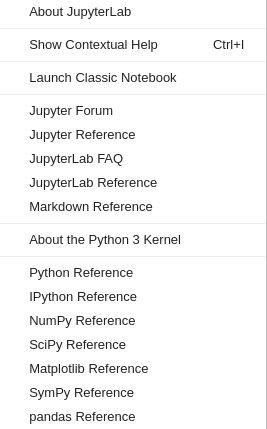 About JupyterLab
Show Contextual Help Ctrl+I
Launch Classic Notebook
Jupyter Forum
Jupyter Reference
JupyterLab FAQ
JupyterLab Reference
Markdown Reference
About the Python 3 Kernel
Python Reference
IPython Reference
NumPy Reference
SciPy Reference
Matplotlib Reference
SymPy Reference
pandas Reference